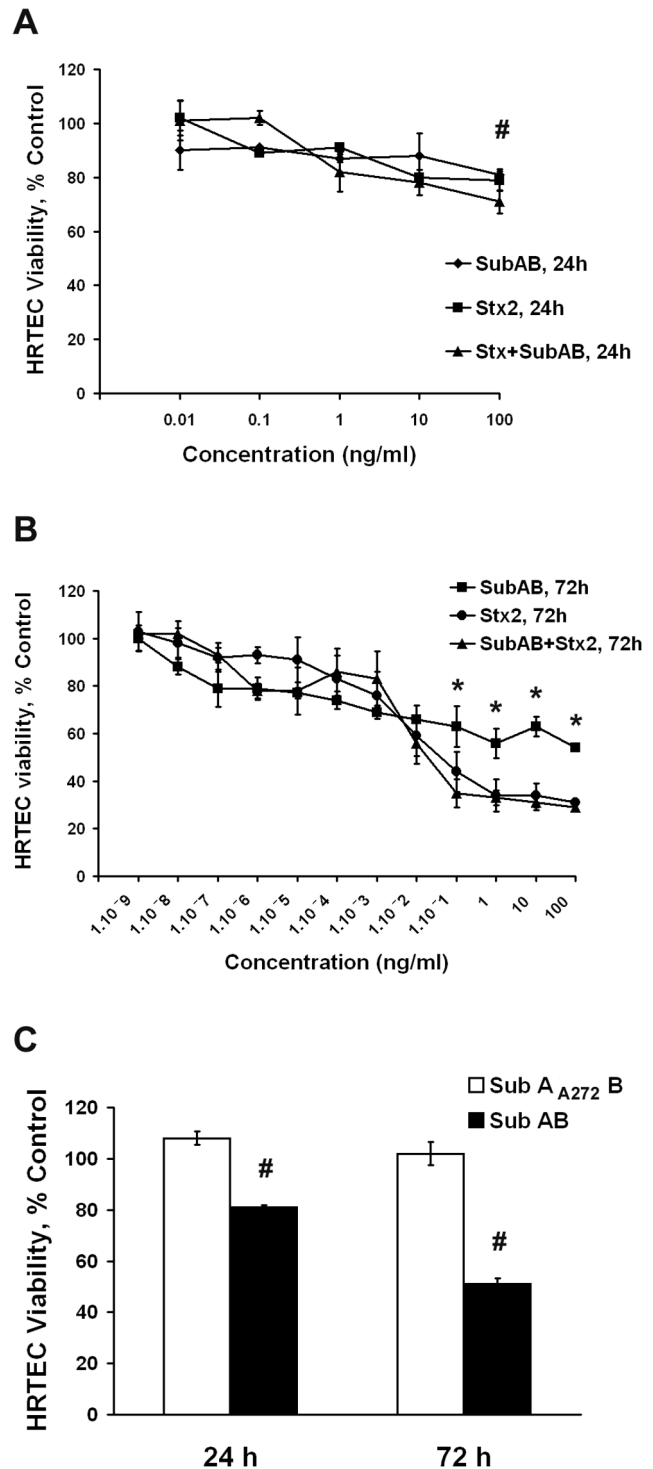 A
HRTEC Viability, % Control
120
100
80
60
40
20
0
#
SubAB, 24h
Stx2, 24h
Stx+SubAB, 24h
0.01 0.1 1 10 100
Concentration (ng/ml)
B
HRTEC viability, % Control
120
100
80
60
40
20
0
SubAB, 72h
Stx2, 72h
SubAB+Stx2, 72h
* * * *
1.10⁻9 1.10⁻8 1.10⁻7 1.10⁻6 1.10⁻5 1.10⁻4 1.10⁻3 1.10⁻2 1.10⁻1 1 10 100
Concentration (ng/ml)
C
HRTEC Viability, % Control
120
100
80
60
40
20
0
Sub A A272 B
Sub AB
#
#
24 h 72 h